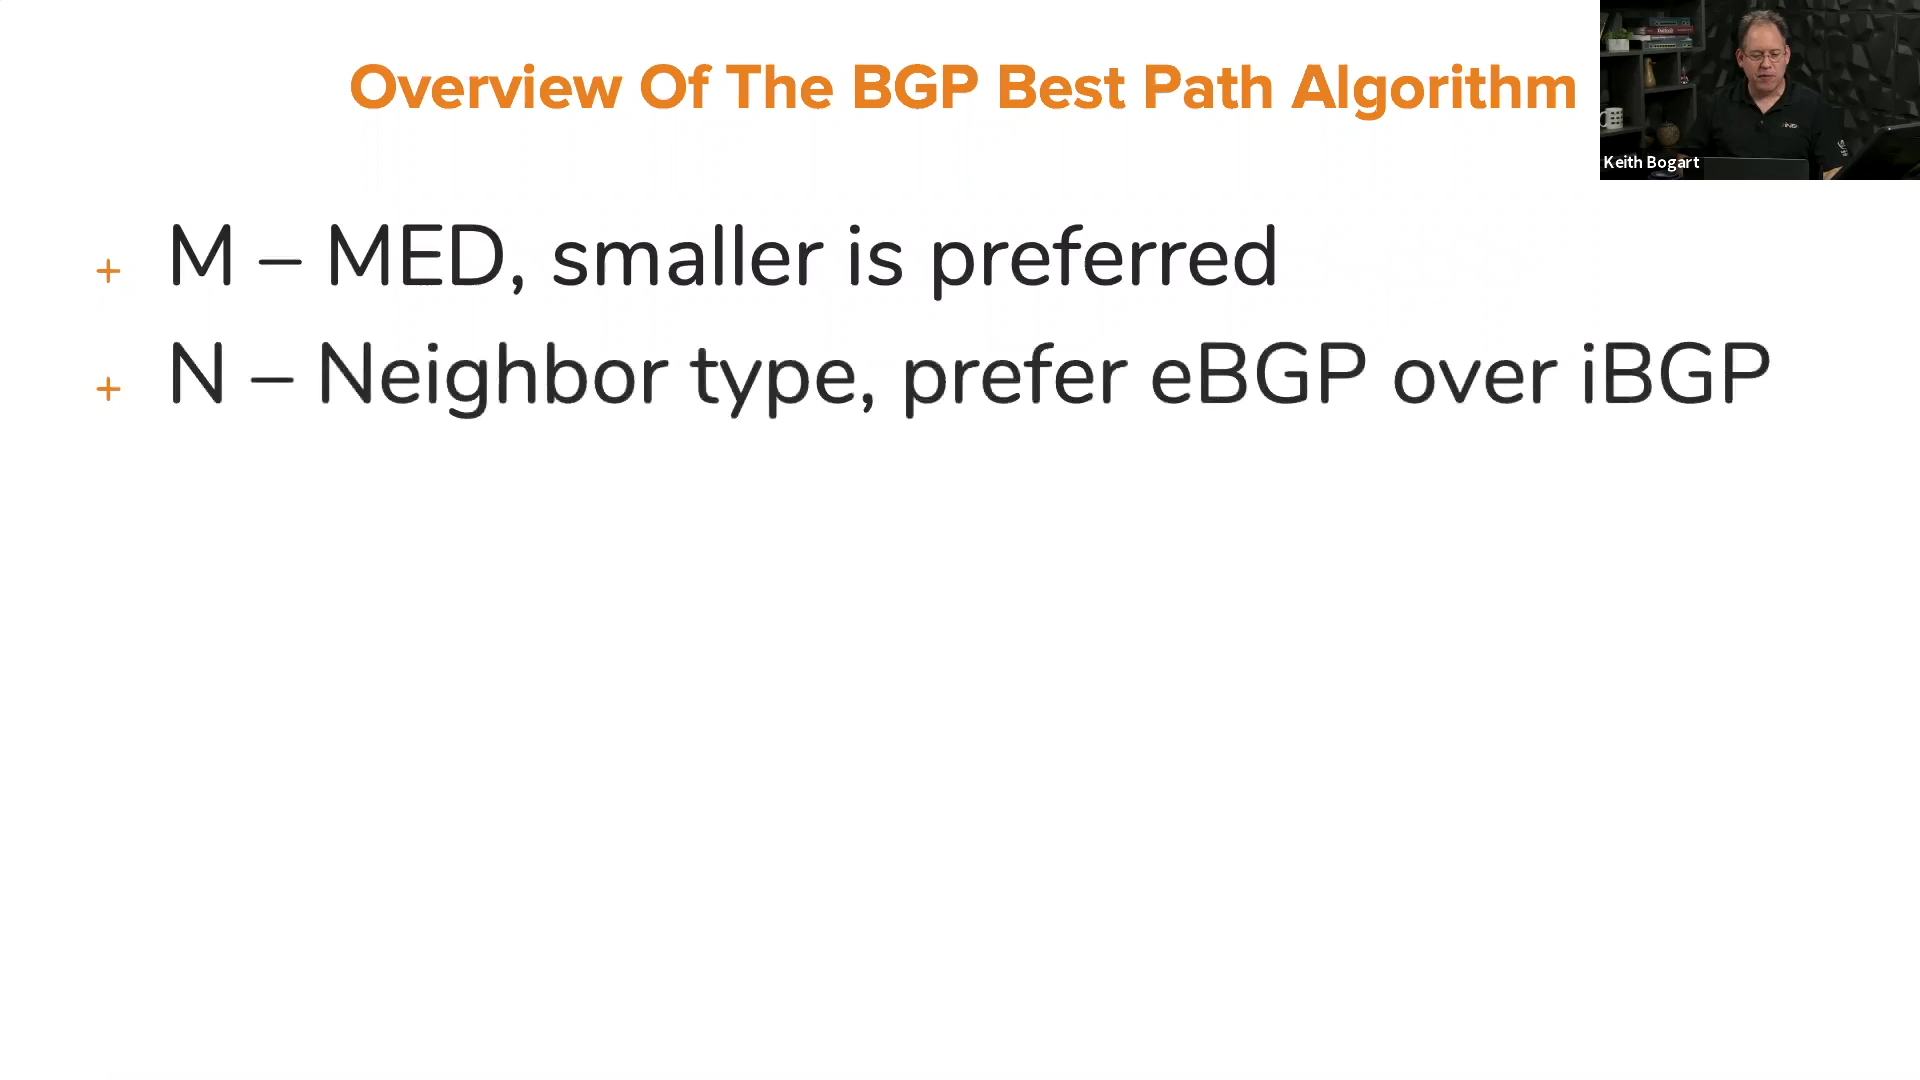 Overview Of The BGP Best Path Algorithm
Keith Bogart
+ M – MED, smaller is preferred
+ N – Neighbor type, prefer eBGP over iBGP